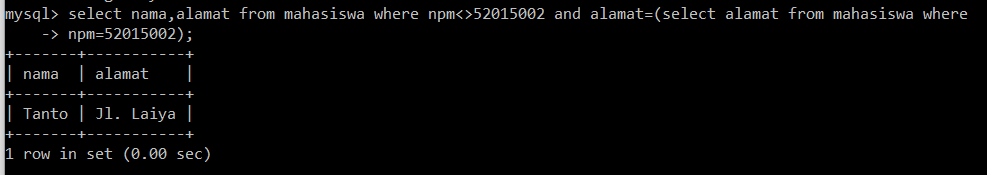 mysql> select nama,alamat from mahasiswa where npm<>52015002 and alamat=(select alamat from mahasiswa where
    -> npm=52015002);
+-------+-----------+
| nama  | alamat    |
+-------+-----------+
| Tanto | Jl. Laiya |
+-------+-----------+
1 row in set (0.00 sec)